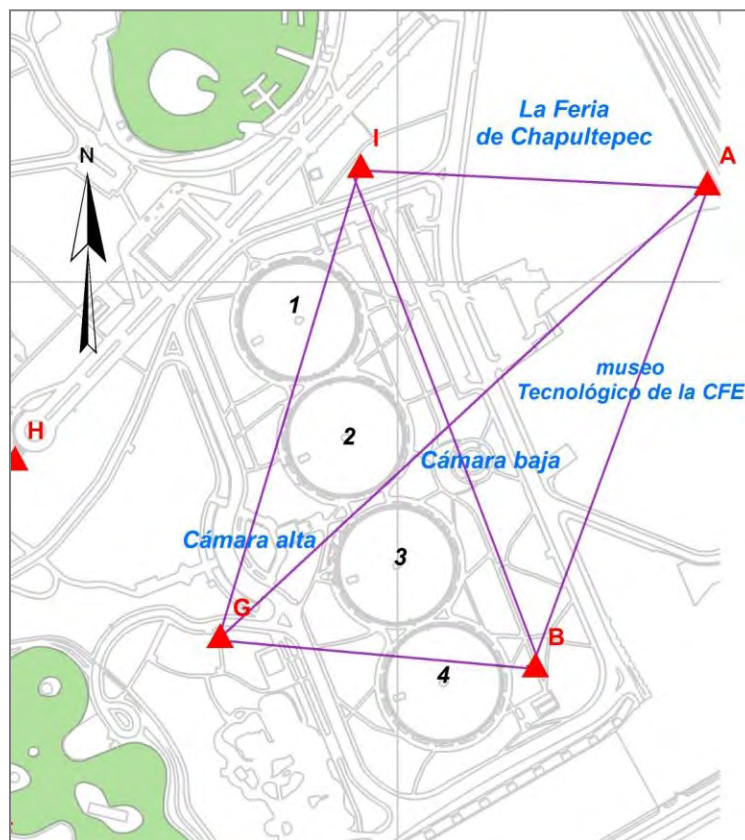 La Feria
de Chapultepec
I
A
N
1
museo
Tecnológico de la CFE
H
2
Cámara baja
Cámara alta
3
G
B
4